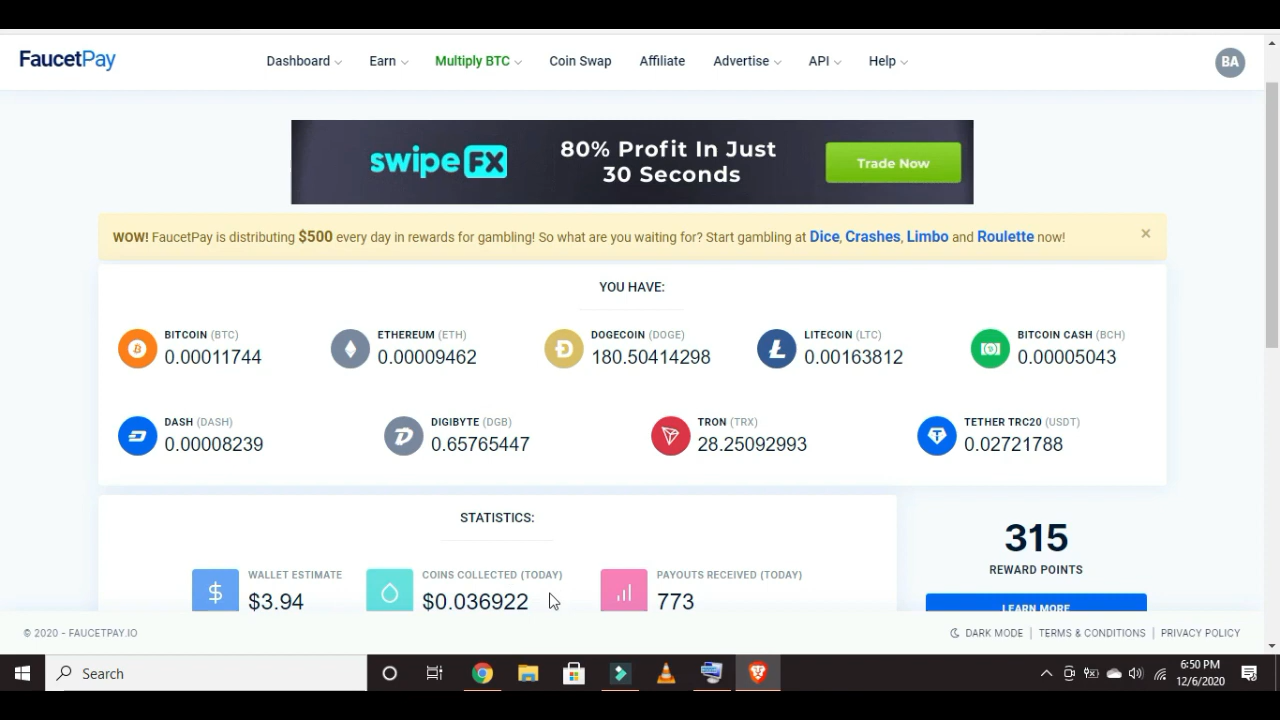 FaucetPay
Dashboard Earn Multiply BTC Coin Swap Affiliate Advertise API Help BA
swipe FX 80% Profit In Just
30 Seconds Trade Now
WOW! FaucetPay is distributing $500 every day in rewards for gambling! So what are you waiting for? Start gambling at Dice, Crashes, Limbo and Roulette now! ×
YOU HAVE:
BITCOIN (BTC) ETHEREUM (ETH) DOGECOIN (DOGE) LITECOIN (LTC) BITCOIN CASH (BCH)
0.00011744 0.00009462 180.50414298 0.00163812 0.00005043
DASH (DASH) DIGIBYTE (DGB) TRON (TRX) TETHER TRC20 (USDT)
0.00008239 0.65765447 28.25092993 0.02721788
STATISTICS:
315
REWARD POINTS
WALLET ESTIMATE COINS COLLECTED (TODAY) PAYOUTS RECEIVED (TODAY)
$3.94 $0.036922 773
LEARN MORE
© 2020 - FAUCETPAY.IO DARK MODE | TERMS & CONDITIONS | PRIVACY POLICY
Search
6:50 PM
12/6/2020